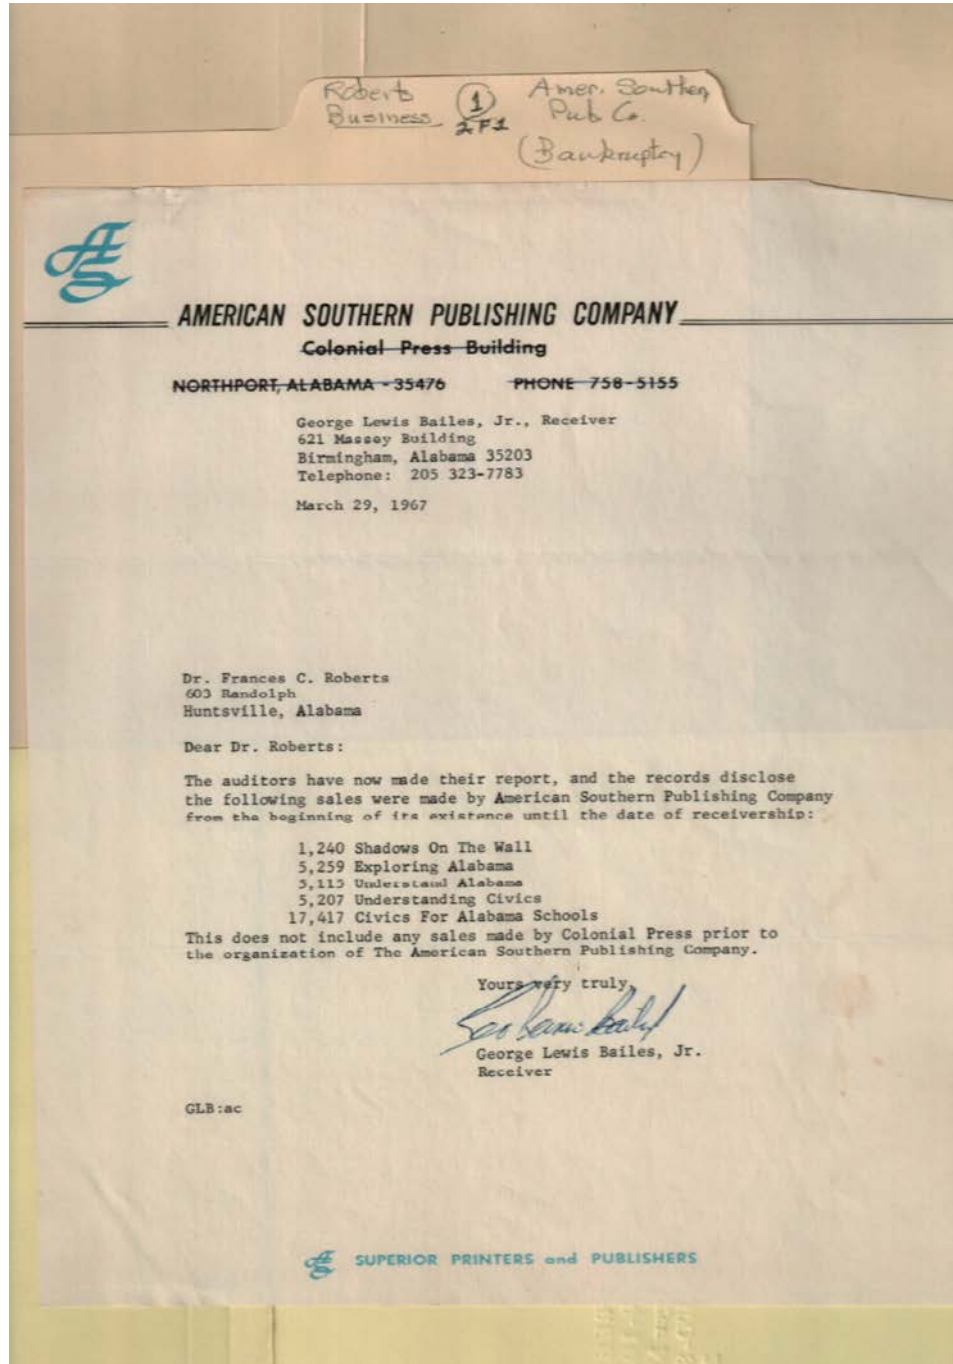 Roberts Business
1
2F1
Amer. Southern
Pub Co.
(Bankruptcy)
AS
AMERICAN SOUTHERN PUBLISHING COMPANY
Colonial Press Building
NORTHPORT, ALABAMA - 35476 PHONE 758-5155
George Lewis Bailes, Jr., Receiver
621 Massey Building
Birmingham, Alabama 35203
Telephone: 205 323-7783
March 29, 1967
Dr. Frances C. Roberts
603 Randolph
Huntsville, Alabama
Dear Dr. Roberts:
The auditors have now made their report, and the records disclose
the following sales were made by American Southern Publishing Company
from the beginning of its existence until the date of receivership:
1,240 Shadows On The Wall
5,259 Exploring Alabama
5,115 Understand Alabama
5,207 Understanding Civics
17,417 Civics For Alabama Schools
This does not include any sales made by Colonial Press prior to
the organization of The American Southern Publishing Company.
Yours very truly,
George Lewis Bailes, Jr.
Receiver
GLB:ac
AS SUPERIOR PRINTERS and PUBLISHERS